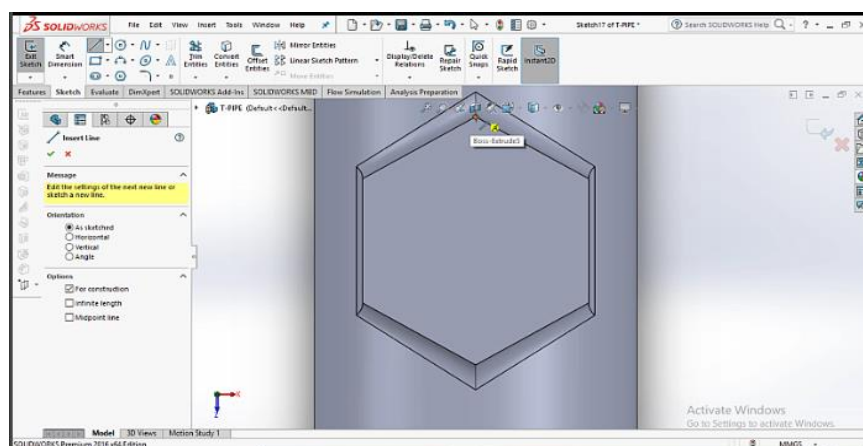 SOLIDWORKS File Edit View Insert Tools Window Help Sketch17 of T-PIPE * Search SOLIDWORKS Help
Exit Sketch
Smart Dimension
Trim Entities
Convert Entities
Offset Entities
Mirror Entities
Linear Sketch Pattern
Move Entities
Display/Delete Relations
Repair Sketch
Quick Snaps
Rapid Sketch
Instant2D
Features Sketch Evaluate DimXpert SOLIDWORKS Add-Ins SOLIDWORKS MBD Flow Simulation Analysis Preparation
T-PIPE (Default<<Default...
Insert Line
Boss-Extrude3
Message
Edit the settings of the next new line or
sketch a new line.
Orientation
As sketched
Horizontal
Vertical
Angle
Options
For construction
Infinite length
Midpoint line
Activate Windows
Go to Settings to activate Windows.
Model 3D Views Motion Study 1
SOLIDWORKS Premium 2016 x64 Edition MMGS